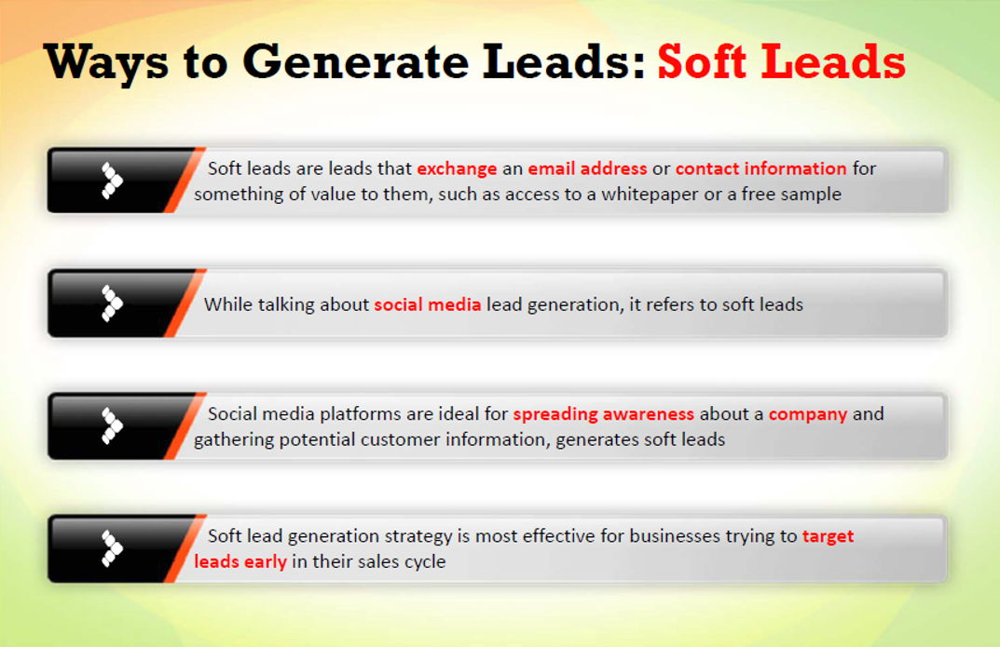 Ways to Generate Leads: Soft Leads
Soft leads are leads that exchange an email address or contact information for
something of value to them, such as access to a whitepaper or a free sample
While talking about social media lead generation, it refers to soft leads
Social media platforms are ideal for spreading awareness about a company and
gathering potential customer information, generates soft leads
Soft lead generation strategy is most effective for businesses trying to target
leads early in their sales cycle